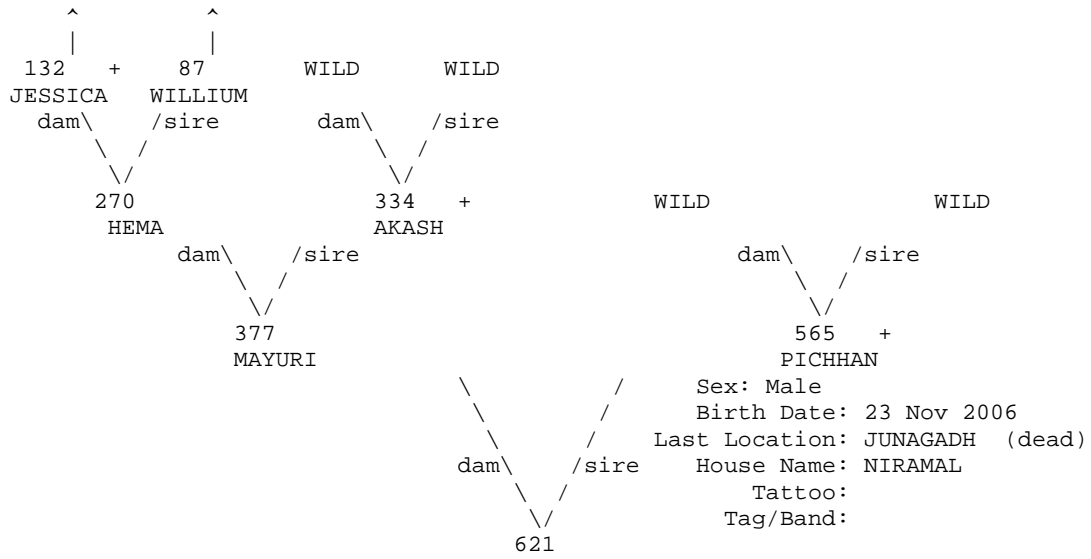 ^ ^
| |
132 + 87 WILD WILD
JESSICA WILLIUM
dam\ /sire dam\ /sire
\ / \ /
\/ \/
270 334 + WILD WILD
HEMA AKASH
dam\ /sire dam\ /sire
\ / \ /
\/ \/
377 565 +
MAYURI PICHHAN
\ / Sex: Male
\ / Birth Date: 23 Nov 2006
\ / Last Location: JUNAGADH (dead)
dam\ /sire House Name: NIRAMAL
\ / Tattoo:
\/ Tag/Band:
621